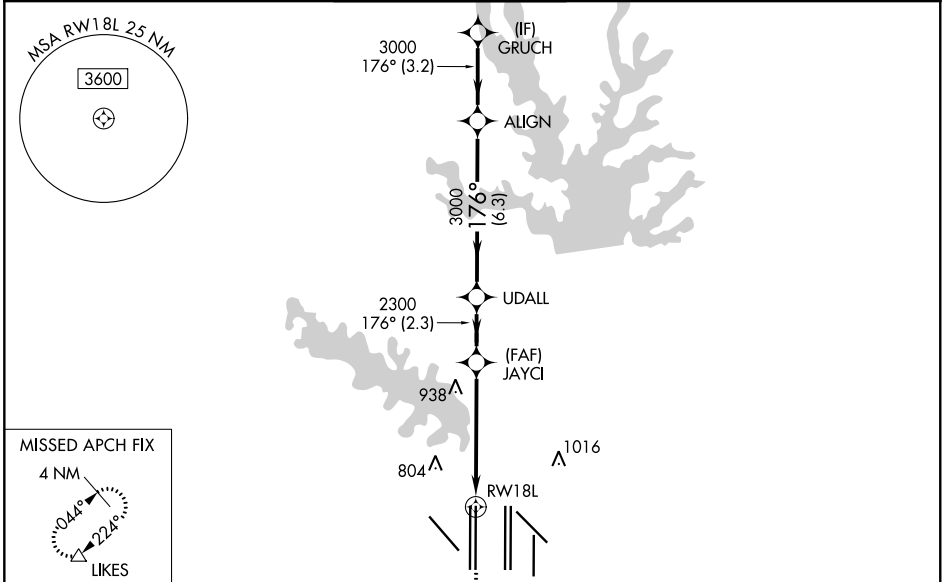 MSA RW18L 25 NM
3600
(IF)
GRUCH
3000
176° (3.2)
ALIGN
3000
176°
(6.3)
UDALL
2300
176° (2.3)
(FAF)
JAYCI
938
1016
804
RW18L
MISSED APCH FIX
4 NM
044°
224°
LIKES